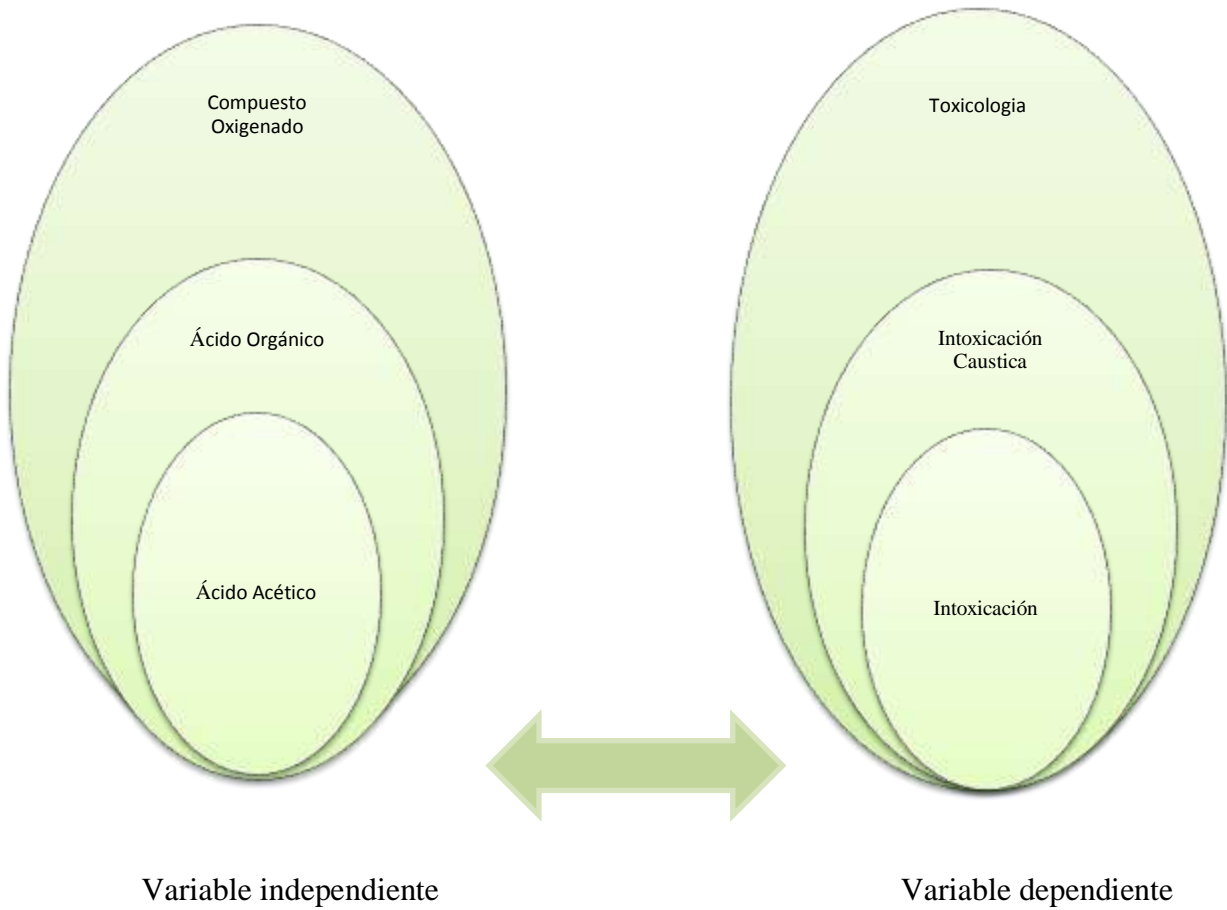 Compuesto
Oxigenado
Ácido Orgánico
Ácido Acético
Toxicologia
Intoxicación
Caustica
Intoxicación
Variable independiente
Variable dependiente